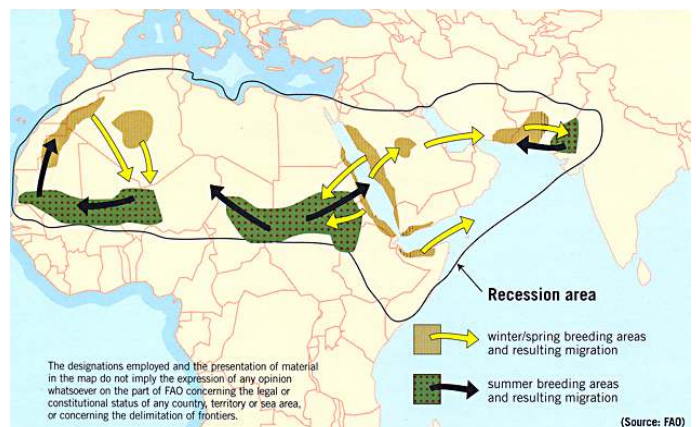 Recession area
winter/spring breeding areas
and resulting migration
summer breeding areas
and resulting migration
The designations employed and the presentation of material
in the map do not imply the expression of any opinion
whatsoever on the part of FAO concerning the legal or
constitutional status of any country, territory or sea area,
or concerning the delimitation of frontiers.
(Source: FAO)